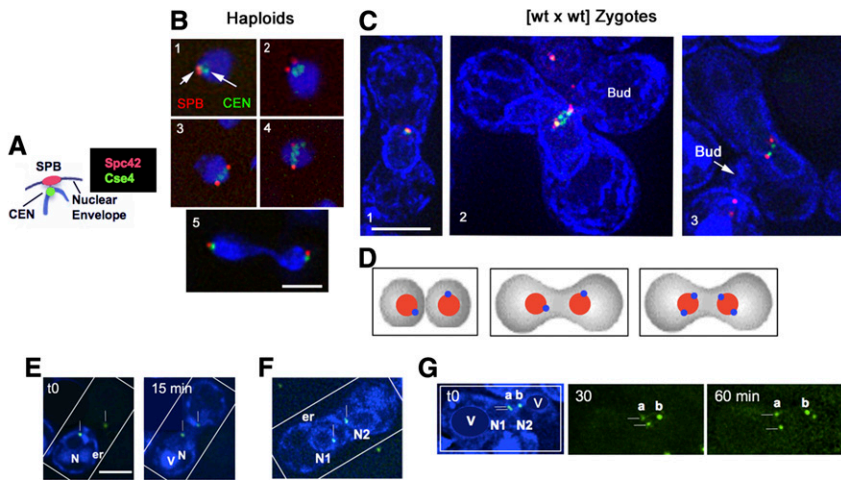 B Haploids
C [wt x wt] Zygotes
1
2
SPB CEN
3
4
5
A
SPB
Spc42
Cse4
CEN
Nuclear
Envelope
Bud
1
2
Bud
3
D
E
t0
15 min
N
er
V N
F
er
N1
N2
G
t0
a b
V
V
N1 N2
30
a b
60 min
a b